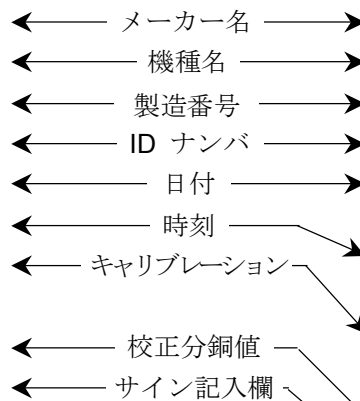 メーカー名
機種名
製造番号
ID ナンバ
日付
時刻
キャリブレーション
校正分銅値
サイン記入欄